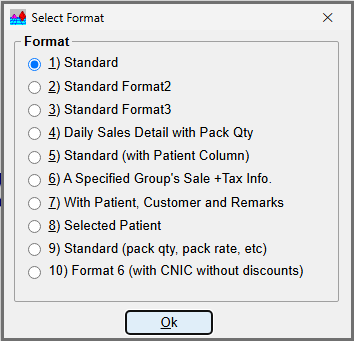 Select Format
Format
1) Standard
2) Standard Format2
3) Standard Format3
4) Daily Sales Detail with Pack Qty
5) Standard (with Patient Column)
6) A Specified Group's Sale +Tax Info.
7) With Patient, Customer and Remarks
8) Selected Patient
9) Standard (pack qty, pack rate, etc)
10) Format 6 (with CNIC without discounts)
Ok